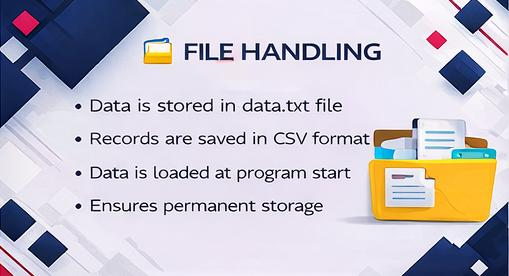 FILE HANDLING
• Data is stored in data.txt file
• Records are saved in CSV format
• Data is loaded at program start
• Ensures permanent storage